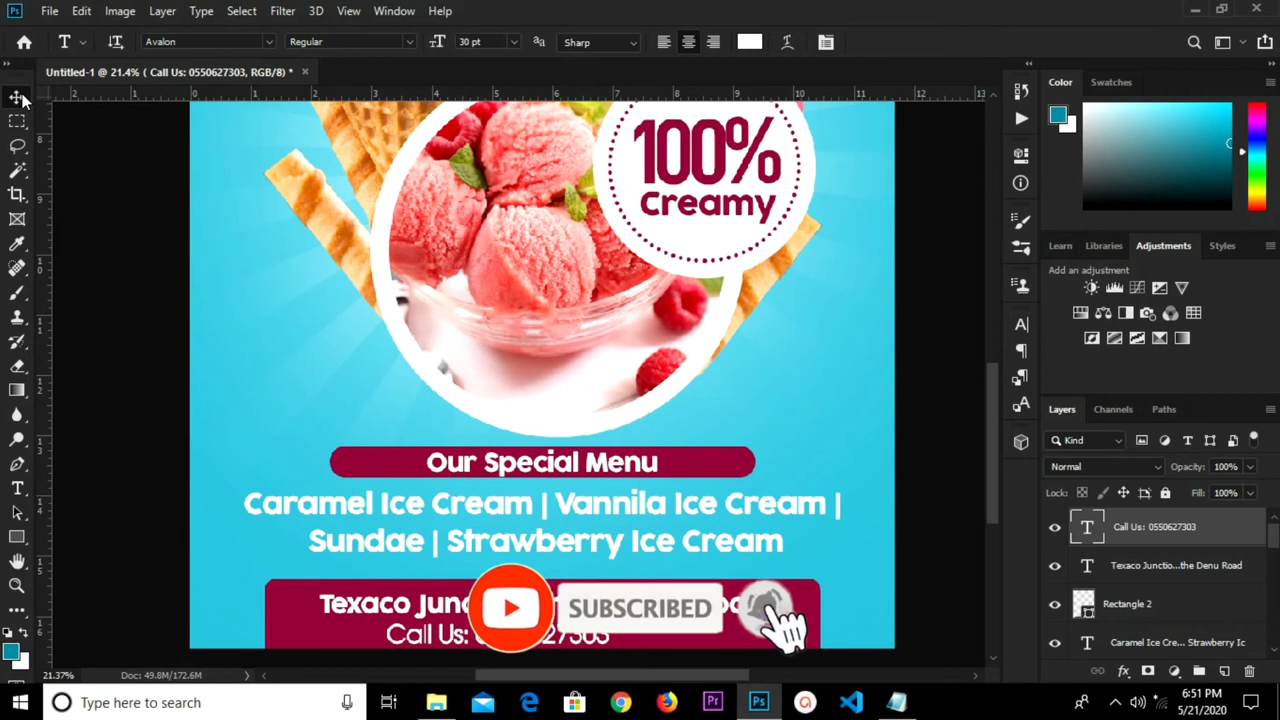 File Edit Image Layer Type Select Filter 3D View Window Help
Avalon Regular 30 pt Sharp
Untitled-1 @ 21.4% ( Call Us: 0550627303, RGB/8) *
100%
Creamy
Our Special Menu
Caramel Ice Cream | Vannila Ice Cream |
Sundae | Strawberry Ice Cream
Texaco
Call Us:
SUBSCRIBED
21.37% Doc: 49.8M/172.6M
Color Swatches
Learn Libraries Adjustments Styles
Add an adjustment
Layers Channels Paths
Kind
Normal Opacity: 100%
Lock: Fill: 100%
Call Us: 0550627303
Texaco Junctio...the Denu Road
Rectangle 2
Caramel Ice Cre... Strawberry Ic
Type here to search
6:51 PM
5/21/2020